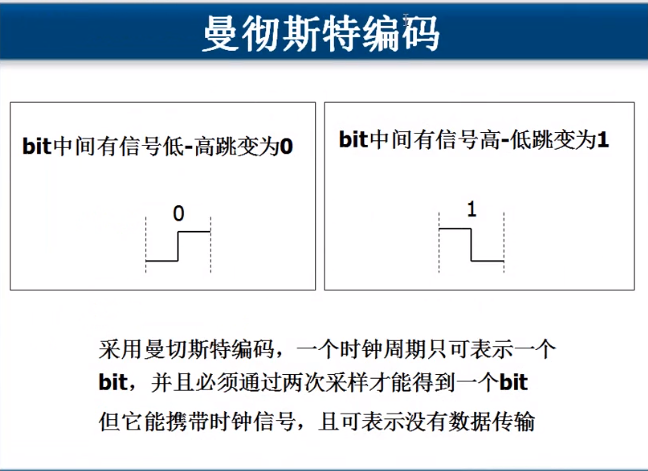 曼彻斯特编码
bit中间有信号低-高跳变为0
bit中间有信号高-低跳变为1
0
1
采用曼切斯特编码，一个时钟周期只可表示一个
bit，并且必须通过两次采样才能得到一个bit
但它能携带时钟信号，且可表示没有数据传输